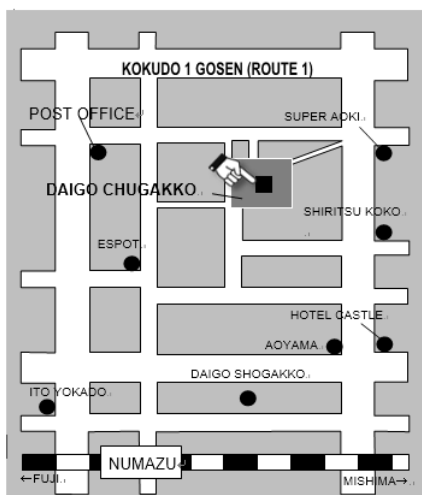 KOKUDO 1 GOSEN (ROUTE 1)
POST OFFICE
SUPER AOKI
DAIGO CHUGAKKO
SHIRITSU KOKO
ESPOT
HOTEL CASTLE
AOYAMA
DAIGO SHOGAKKO
ITO YOKADO
NUMAZU
←FUJI
MISHIMA→